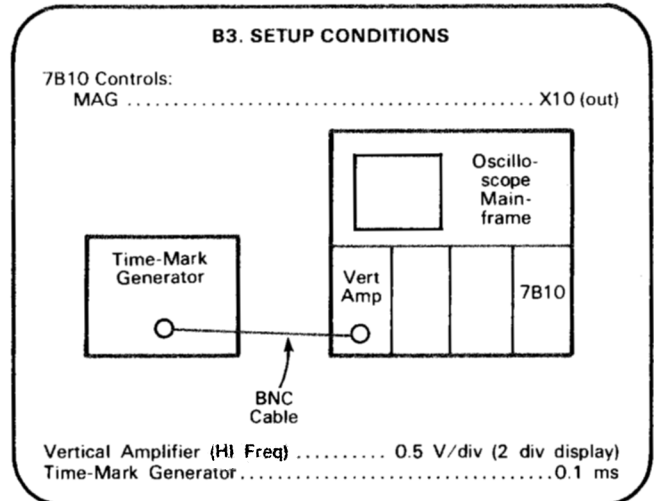 B3. SETUP CONDITIONS
7B10 Controls:
MAG ........................................... X10 (out)
Oscillo-
scope
Main-
frame
Time-Mark
Generator
Vert
Amp
7B10
BNC
Cable
Vertical Amplifier (HI Freq) .......... 0.5 V/div (2 div display)
Time-Mark Generator.................................0.1 ms